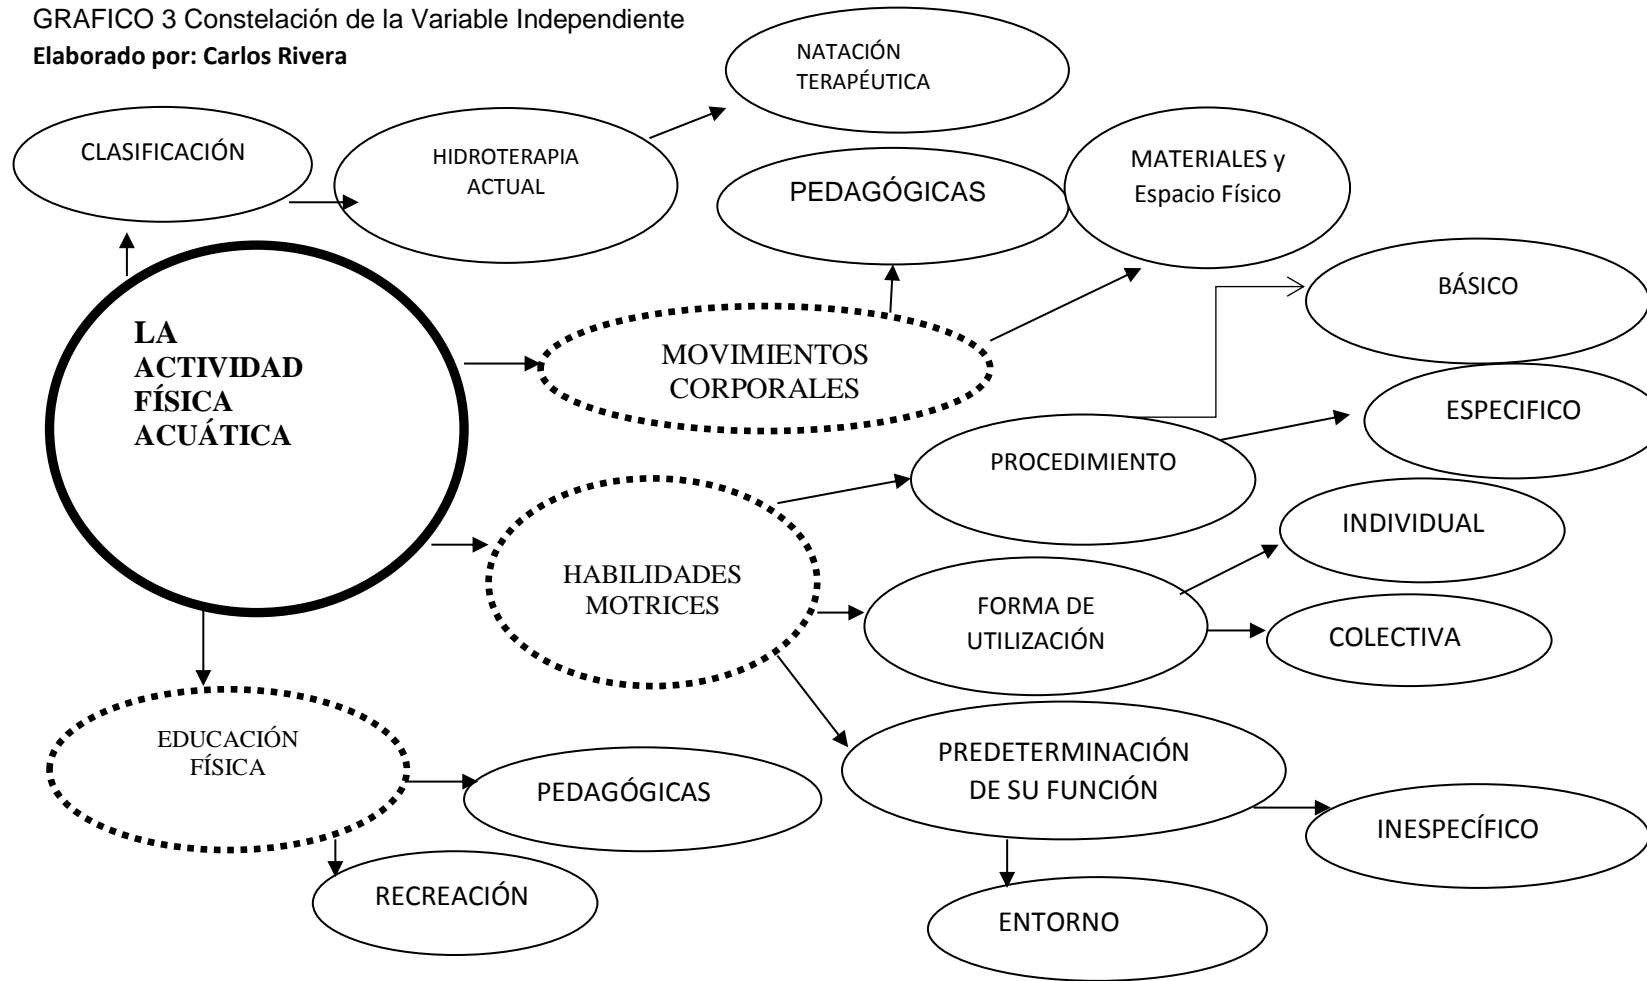 GRAFICO 3 Constelación de la Variable Independiente
Elaborado por: Carlos Rivera
NATACIÓN
TERAPÉUTICA
CLASIFICACIÓN
HIDROTERAPIA
ACTUAL
PEDAGÓGICAS
MATERIALES y
Espacio Físico
BÁSICO
LA
ACTIVIDAD
FÍSICA
ACUÁTICA
MOVIMIENTOS
CORPORALES
ESPECIFICO
PROCEDIMIENTO
INDIVIDUAL
HABILIDADES
MOTRICES
FORMA DE
UTILIZACIÓN
COLECTIVA
EDUCACIÓN
FÍSICA
PREDETERMINACIÓN
DE SU FUNCIÓN
PEDAGÓGICAS
INESPECÍFICO
RECREACIÓN
ENTORNO